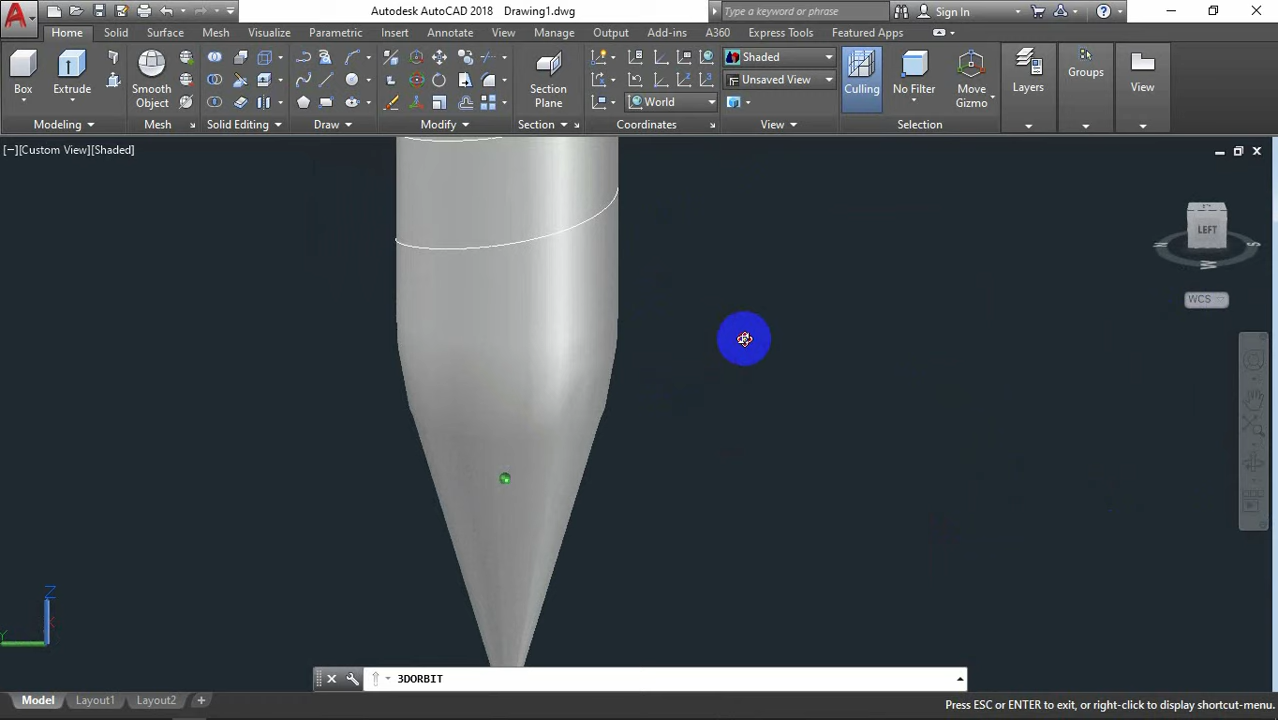 Autodesk AutoCAD 2018 Drawing1.dwg
Type a keyword or phrase
Sign In
Home Solid Surface Mesh Visualize Parametric Insert Annotate View Manage Output Add-ins A360 Express Tools Featured Apps
Box
Extrude
Smooth Object
Section Plane
Shaded
Unsaved View
World
Culling
No Filter
Move Gizmo
Layers
Groups
View
Modeling
Mesh
Solid Editing
Draw
Modify
Section
Coordinates
View
Selection
[−][Custom View][Shaded]
LEFT
S
W
WCS
Z
X
Y
3DORBIT
Model Layout1 Layout2
Press ESC or ENTER to exit, or right-click to display shortcut-menu.